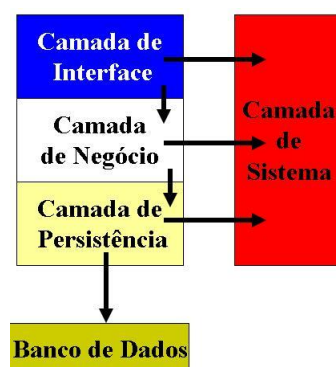 Camada de
Interface
Camada
de Negócio
Camada de
Persistência
Camada
de
Sistema
Banco de Dados